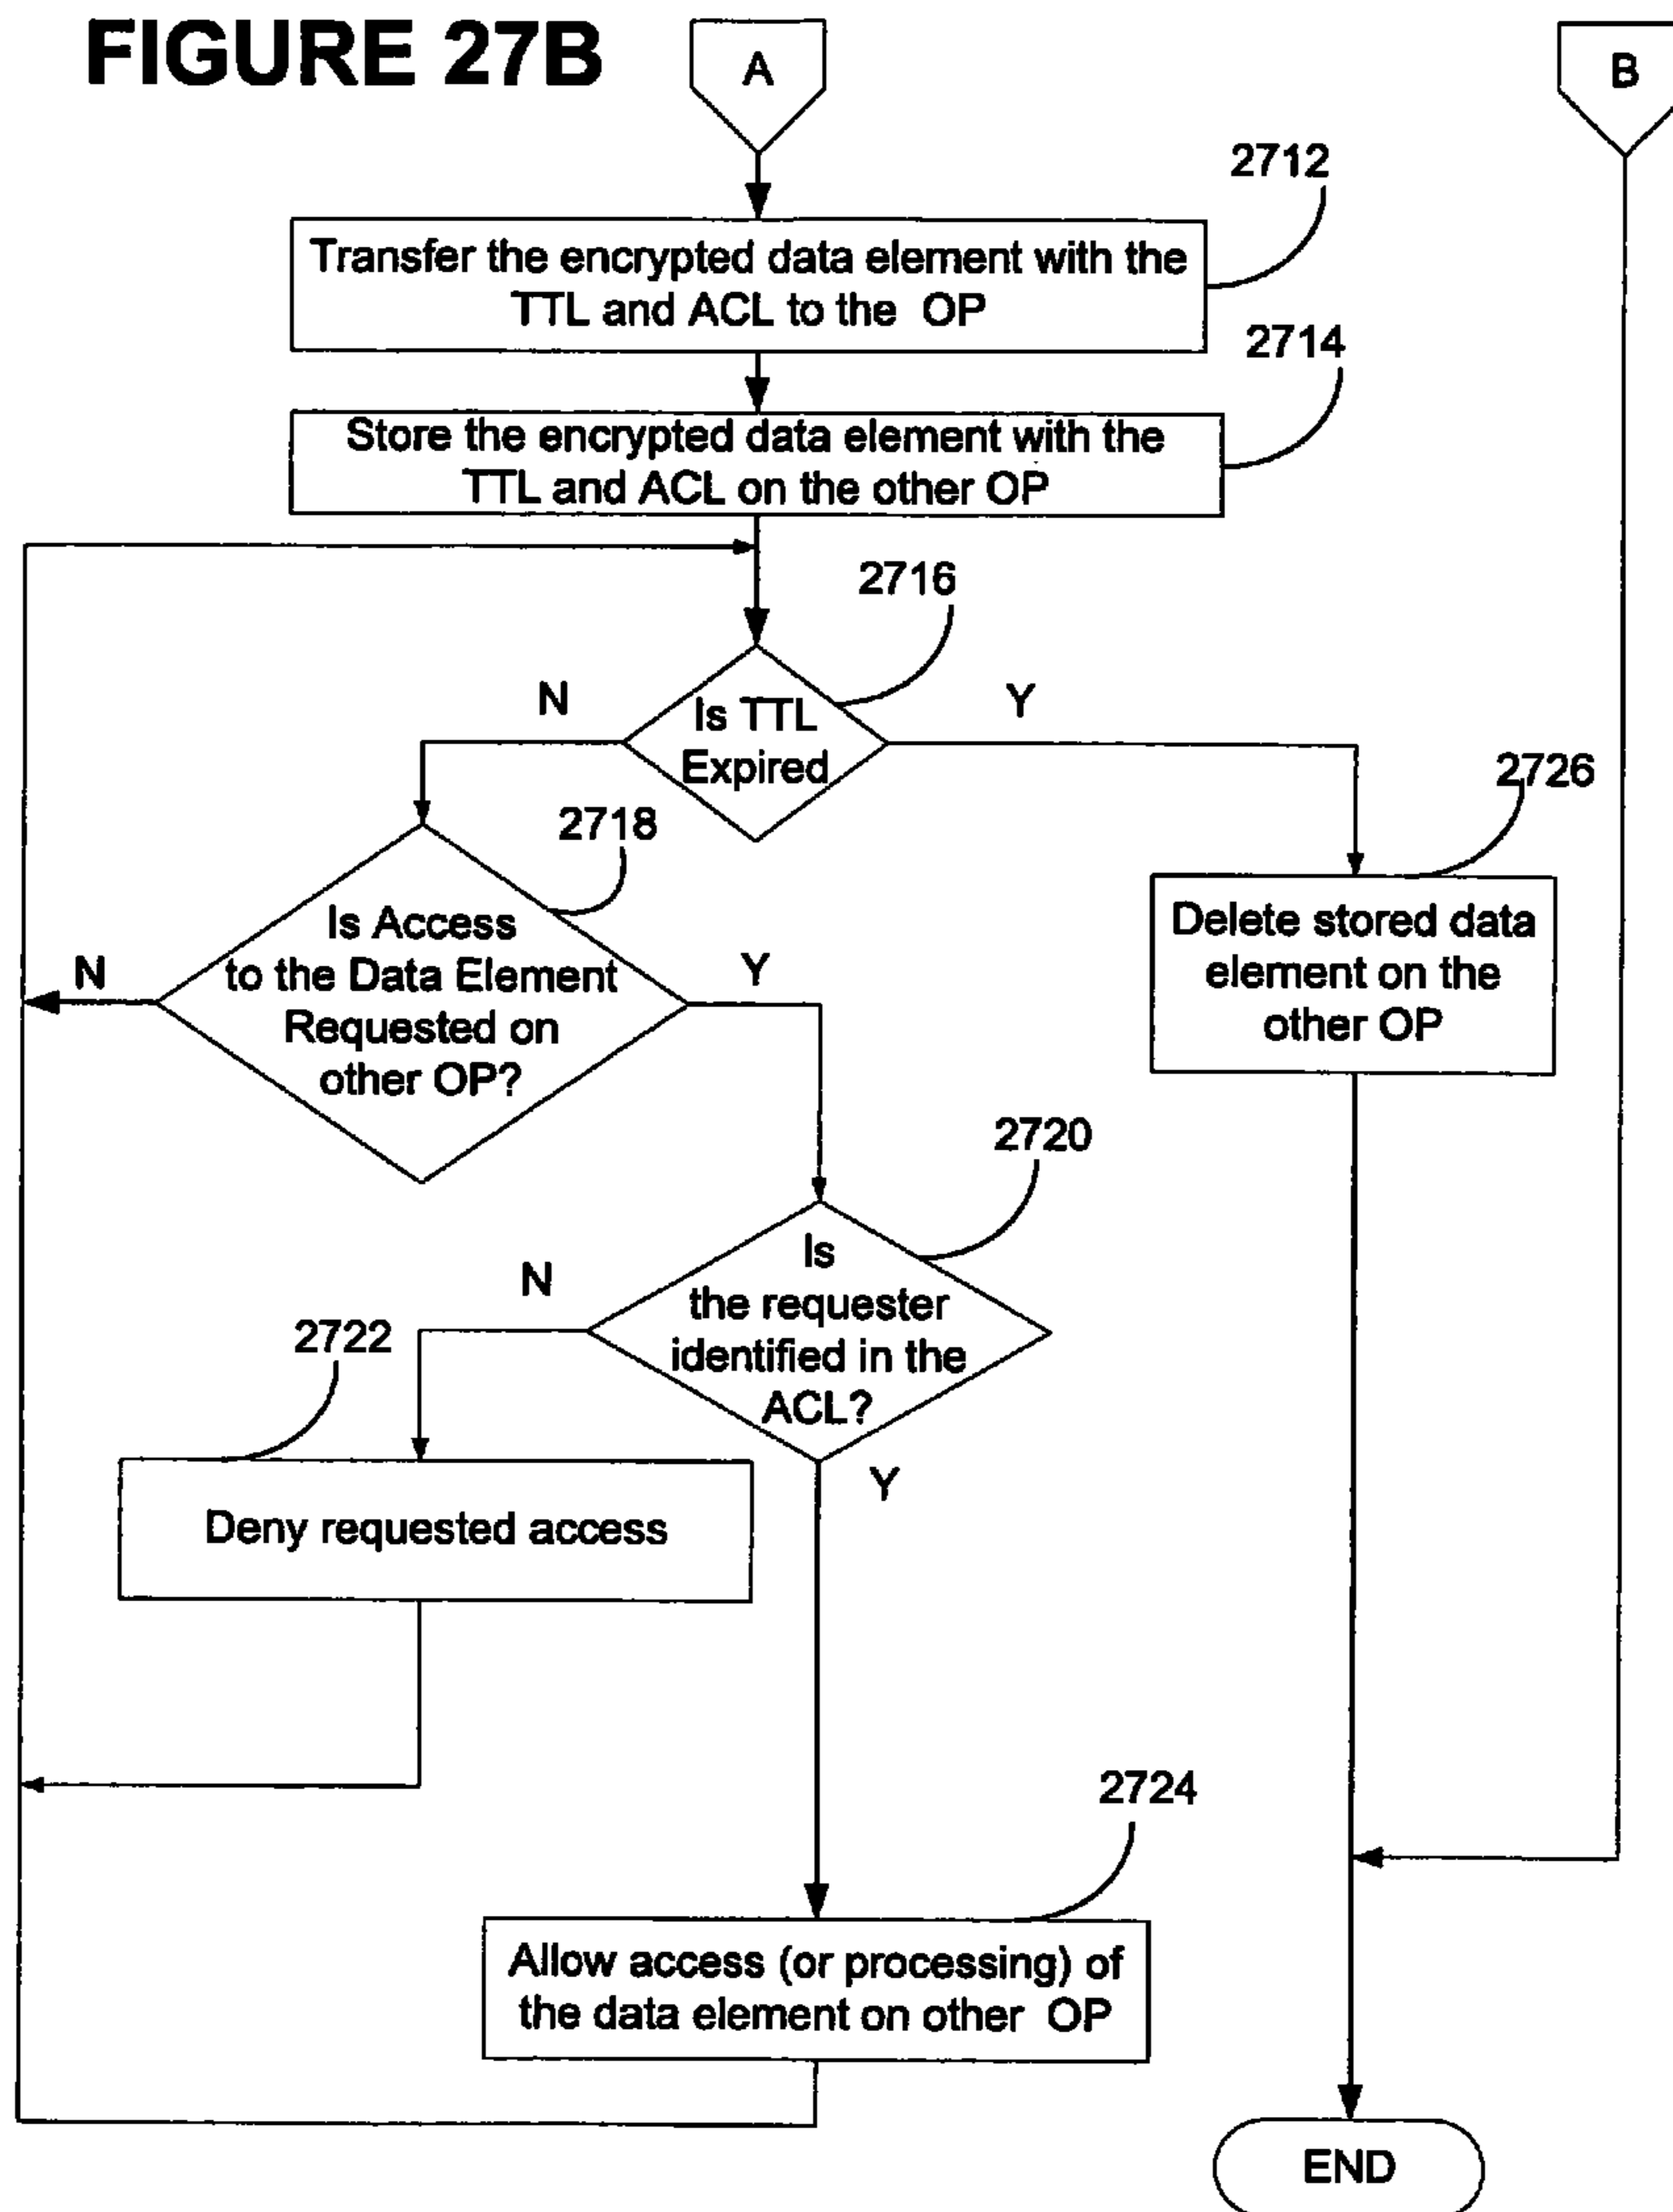 FIGURE 27B
A
B
2712
Transfer the encrypted data element with the
TTL and ACL to the OP
2714
Store the encrypted data element with the
TTL and ACL on the other OP
2716
N
Y
Is TTL
Expired
2726
2718
Is Access
to the Data Element
Requested on
other OP?
N
Y
Delete stored data
element on the
other OP
2720
Is
the requester
identified in the
ACL?
N
Y
2722
Deny requested access
2724
Allow access (or processing) of
the data element on other OP
END